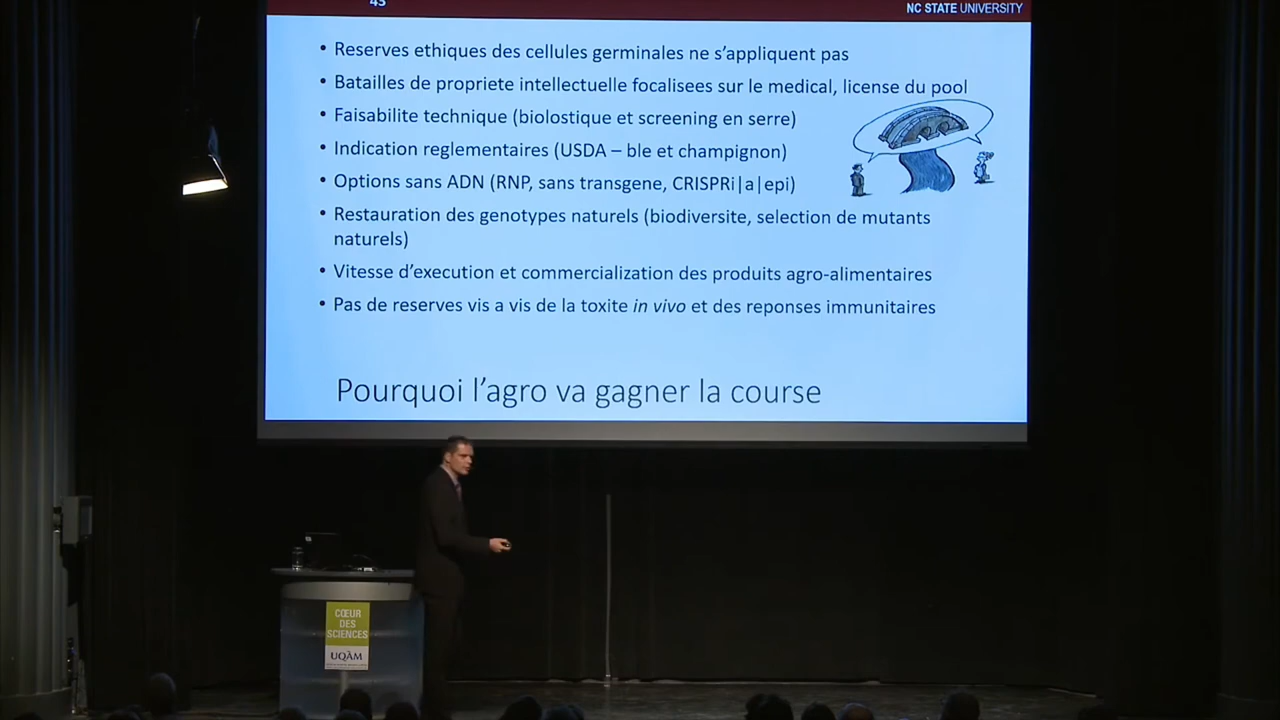 43
NC STATE UNIVERSITY
• Reserves ethiques des cellules germinales ne s'appliquent pas
• Batailles de propriete intellectuelle focalisees sur le medical, license du pool
• Faisabilite technique (biolostique et screening en serre)
• Indication reglementaires (USDA – ble et champignon)
• Options sans ADN (RNP, sans transgene, CRISPRi|a|epi)
• Restauration des genotypes naturels (biodiversite, selection de mutants
naturels)
• Vitesse d'execution et commercialization des produits agro-alimentaires
• Pas de reserves vis a vis de la toxite in vivo et des reponses immunitaires
Pourquoi l'agro va gagner la course
CŒUR
DES
SCIENCES
UQÀM